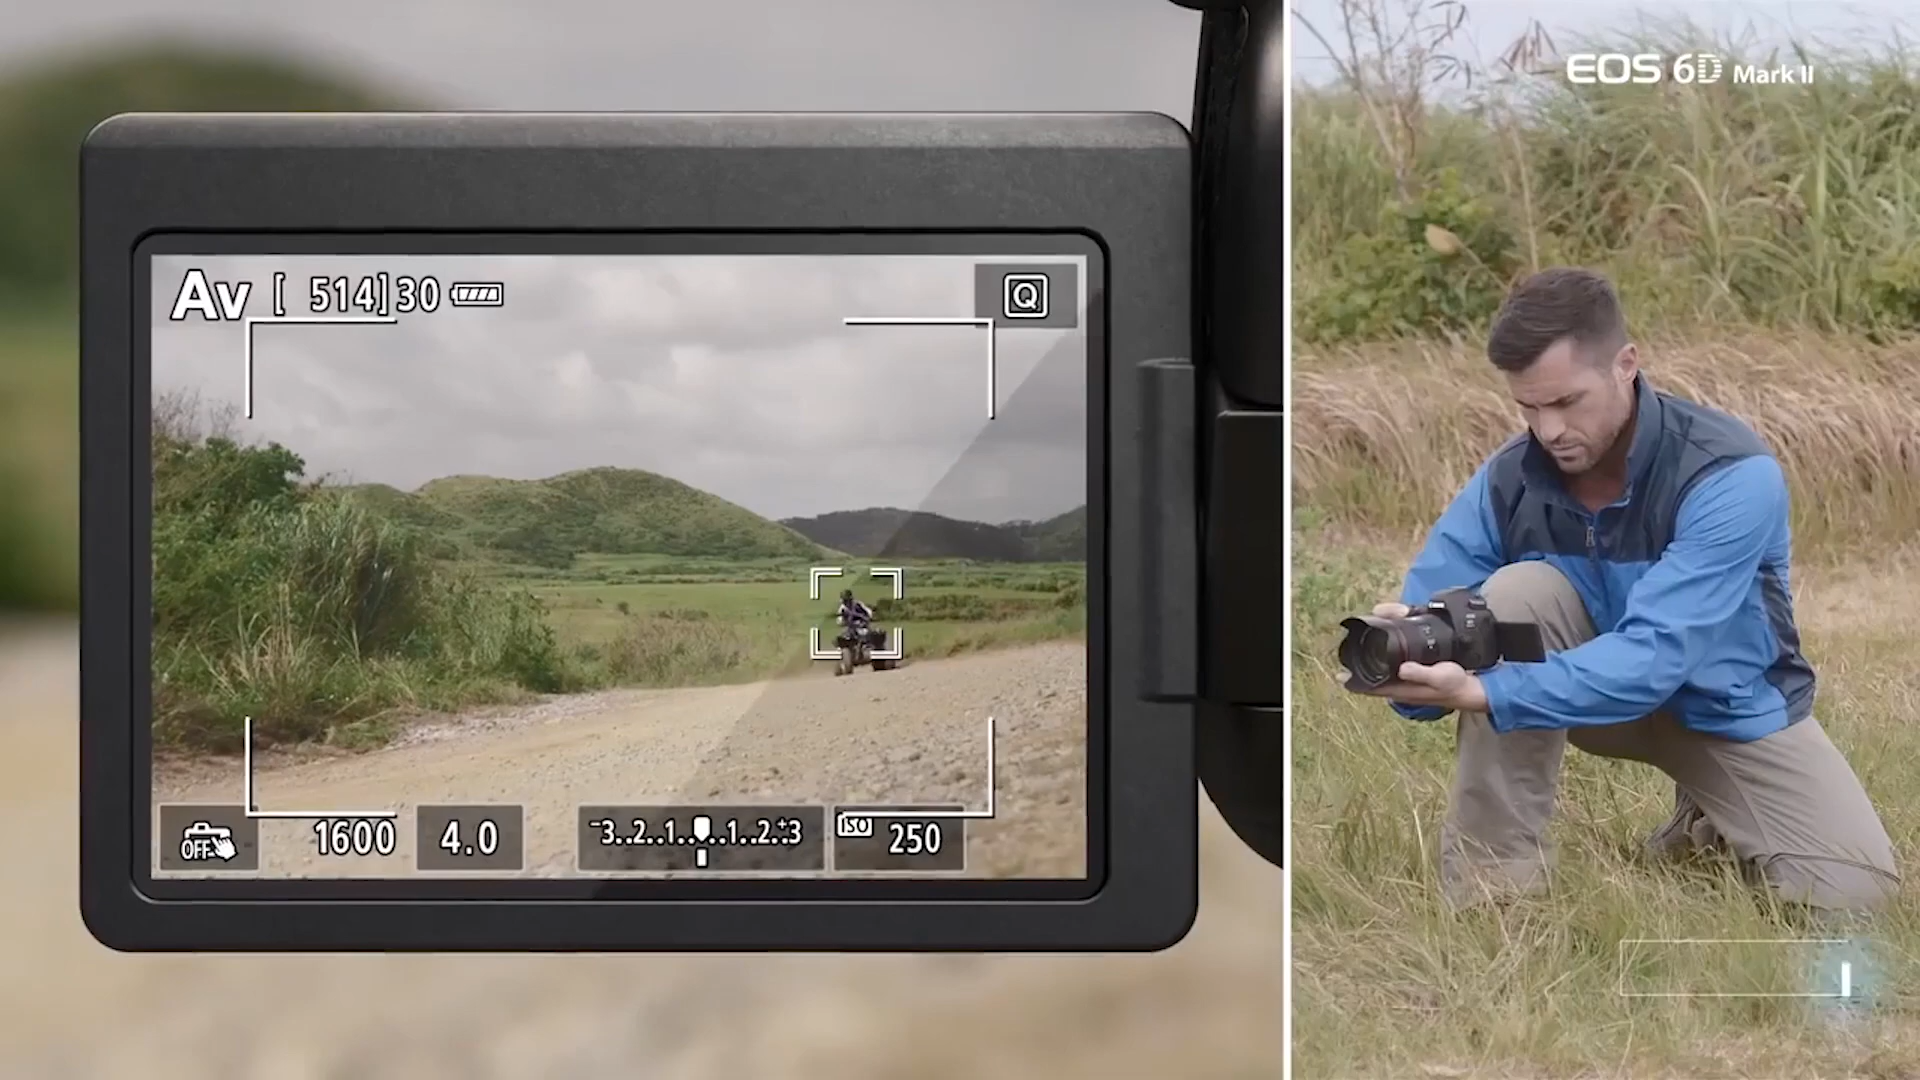 Av [ 514]30
Q
OFF 1600 4.0 ⁻3..2..1..0..1..2..⁺3 ISO 250
EOS 6D Mark II